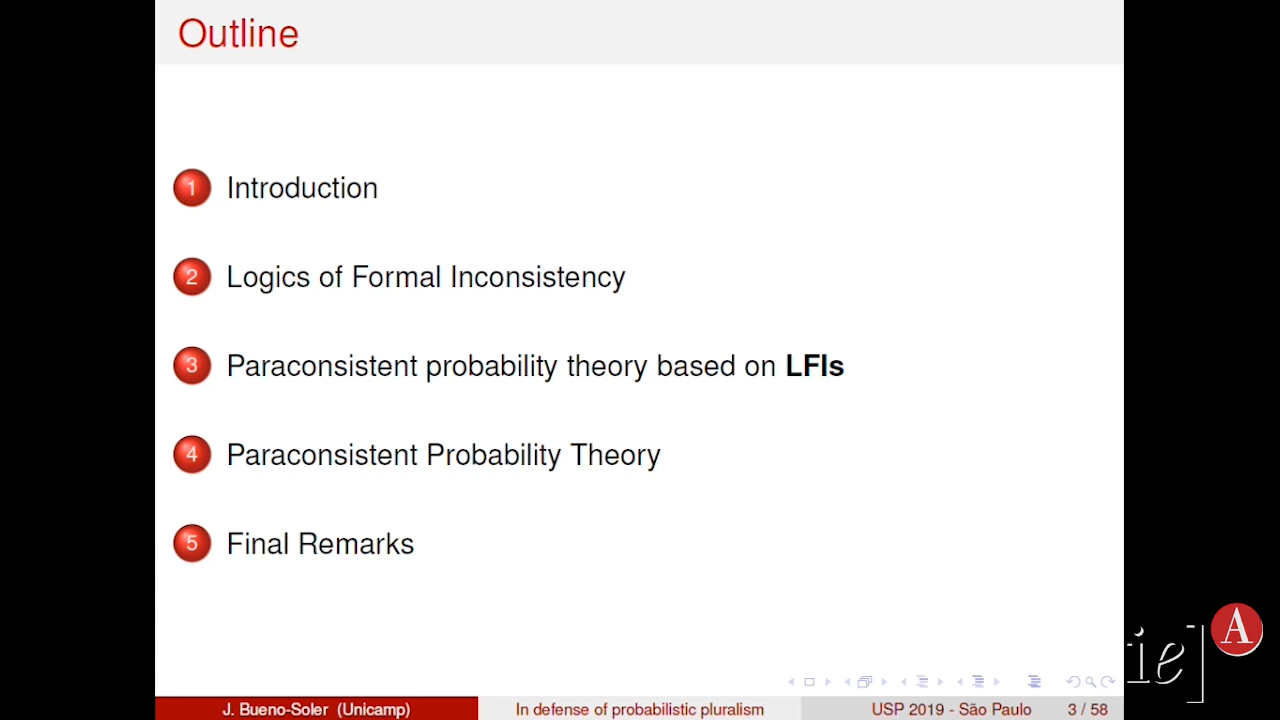 Outline
1 Introduction
2 Logics of Formal Inconsistency
3 Paraconsistent probability theory based on LFIs
4 Paraconsistent Probability Theory
5 Final Remarks
J. Bueno-Soler (Unicamp) In defense of probabilistic pluralism USP 2019 - São Paulo 3 / 58
ie] A